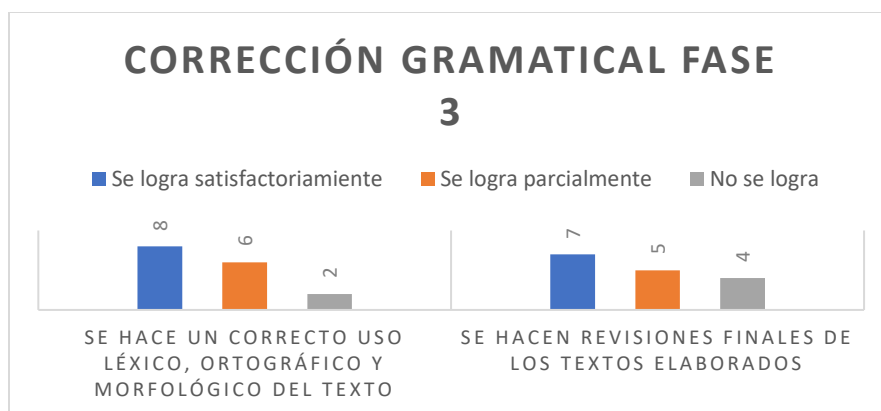 CORRECCIÓN GRAMATICAL FASE
3
Se logra satisfactoriamiente Se logra parcialmente No se logra
8 6 2 7 5 4
SE HACE UN CORRECTO USO
LÉXICO, ORTOGRÁFICO Y
MORFOLÓGICO DEL TEXTO
SE HACEN REVISIONES FINALES DE
LOS TEXTOS ELABORADOS